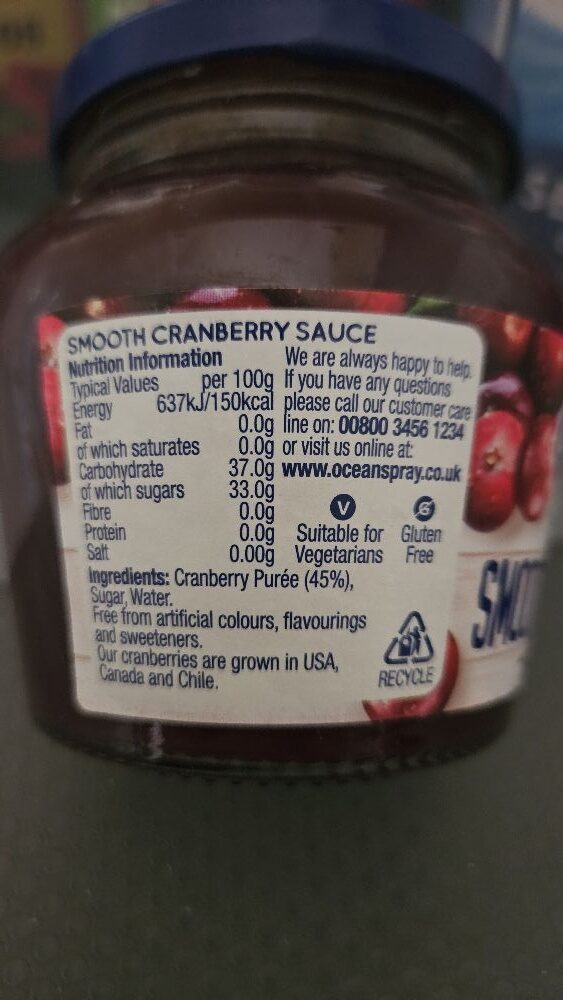 SMOOTH CRANBERRY SAUCE
Nutrition Information
Typical Values per 100g
Energy 637kJ/150kcal
Fat 0.0g
of which saturates 0.0g
Carbohydrate 37.0g
of which sugars 33.0g
Fibre 0.0g
Protein 0.0g
Salt 0.00g
We are always happy to help.
If you have any questions
please call our customer care
line on: 00800 3456 1234
or visit us online at:
www.oceanspray.co.uk
V
G
Suitable for
Vegetarians
Gluten
Free
Ingredients: Cranberry Purée (45%),
Sugar, Water.
Free from artificial colours, flavourings
and sweeteners.
Our cranberries are grown in USA,
Canada and Chile.
RECYCLE